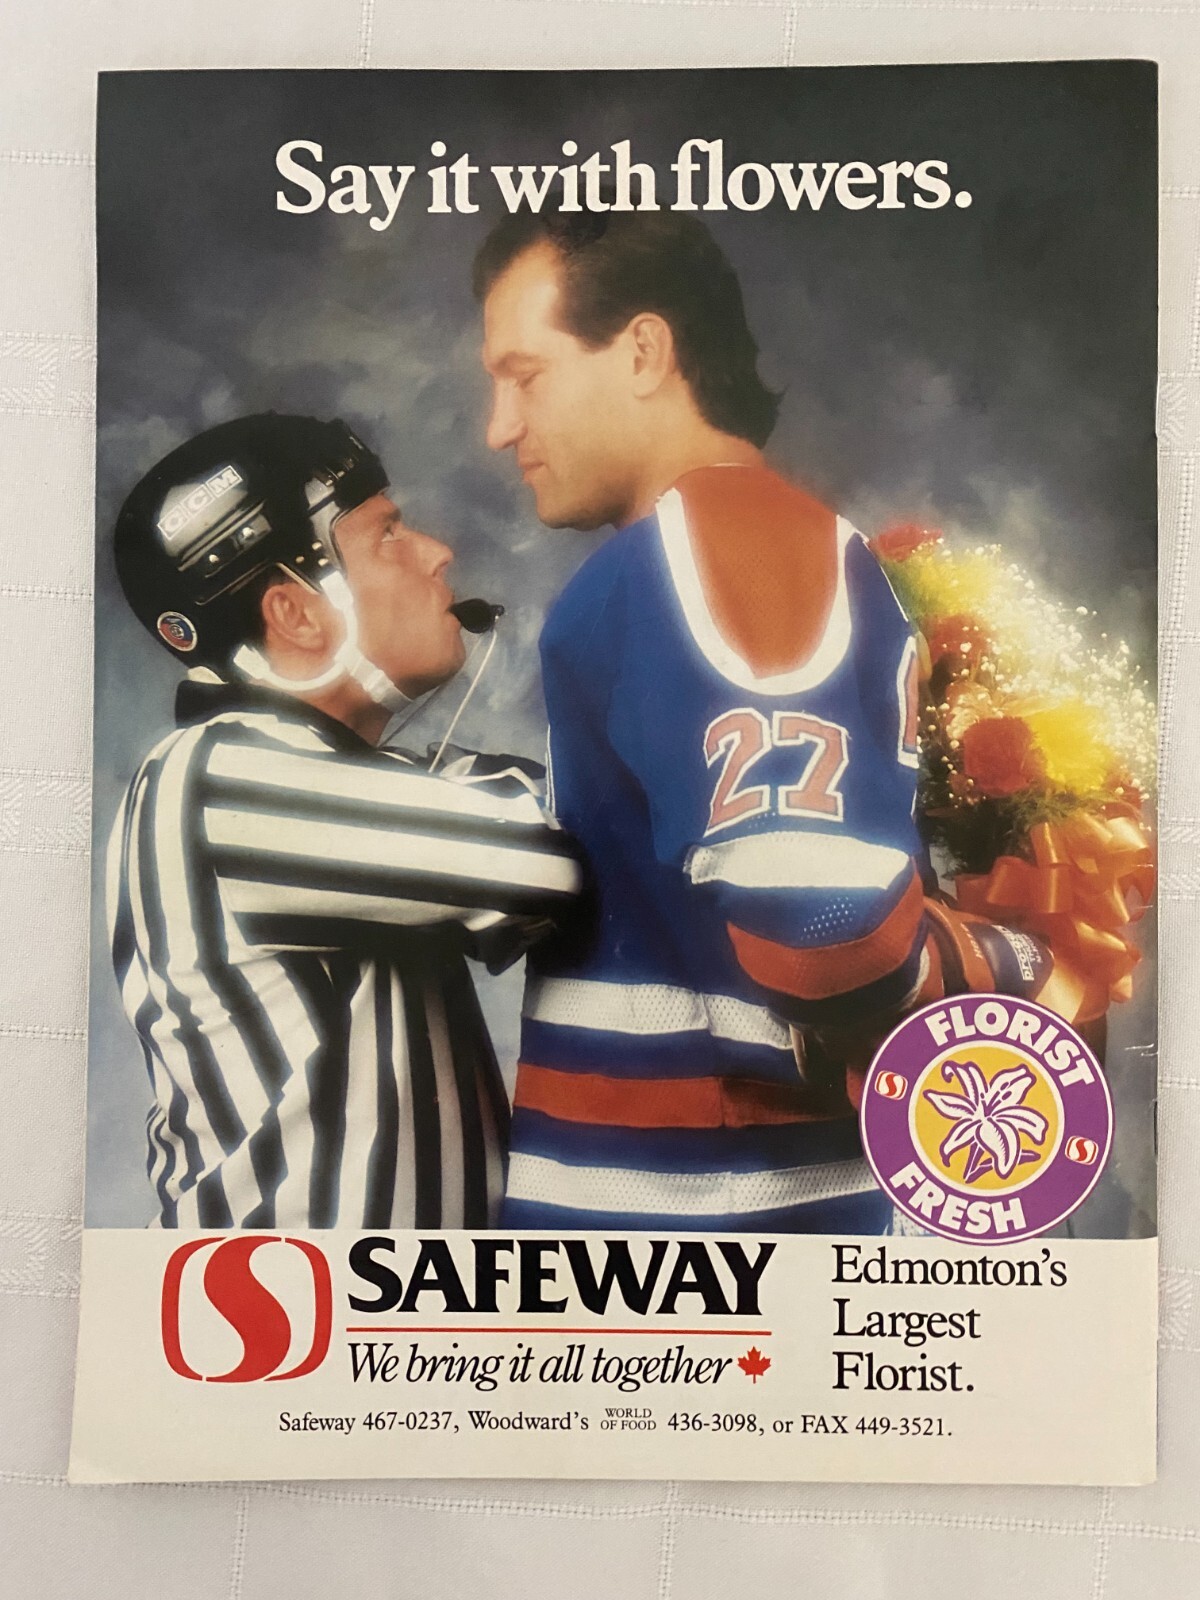 Say it with flowers.
CCM
27
FLORIST
FRESH
SAFEWAY
We bring it all together
Edmonton's
Largest
Florist.
Safeway 467-0237, Woodward's WORLD OF FOOD 436-3098, or FAX 449-3521.